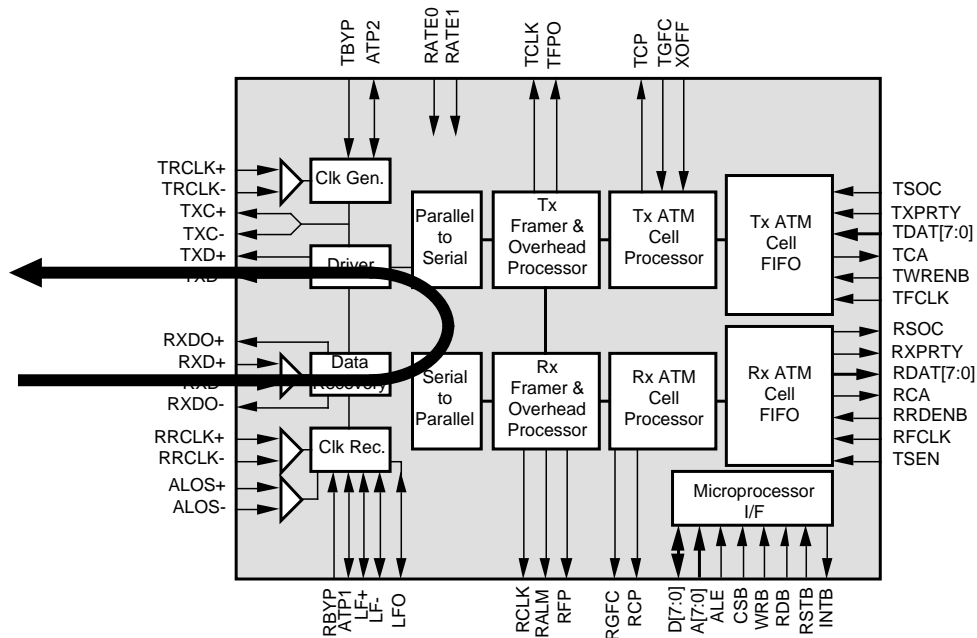 TBYP
ATP2
RATE0
RATE1
TCLK
TFPO
TCP
TGFC
XOFF
TRCLK+
TRCLK-
TXC+
TXC-
TXD+
TXD
Clk Gen.
Driver
Parallel
to
Serial
Tx
Framer &
Overhead
Processor
Tx ATM
Cell
Processor
Tx ATM
Cell
FIFO
TSOC
TXPRTY
TDAT[7:0]
TCA
TWRENB
TFCLK
RXDO+
RXD+
RXD
RXDO-
RRCLK+
RRCLK-
ALOS+
ALOS-
Data
Recovery
Clk Rec.
Serial
to
Parallel
Rx
Framer &
Overhead
Processor
Rx ATM
Cell
Processor
Rx ATM
Cell
FIFO
RSOC
RXPRTY
RDAT[7:0]
RCA
RRDENB
RFCLK
TSEN
Microprocessor
I/F
RBYP
ATP1
LF+
LF-
LFO
RCLK
RALM
RFP
RGFC
RCP
D[7:0]
A[7:0]
ALE
CSB
WRB
RDB
RSTB
INTB